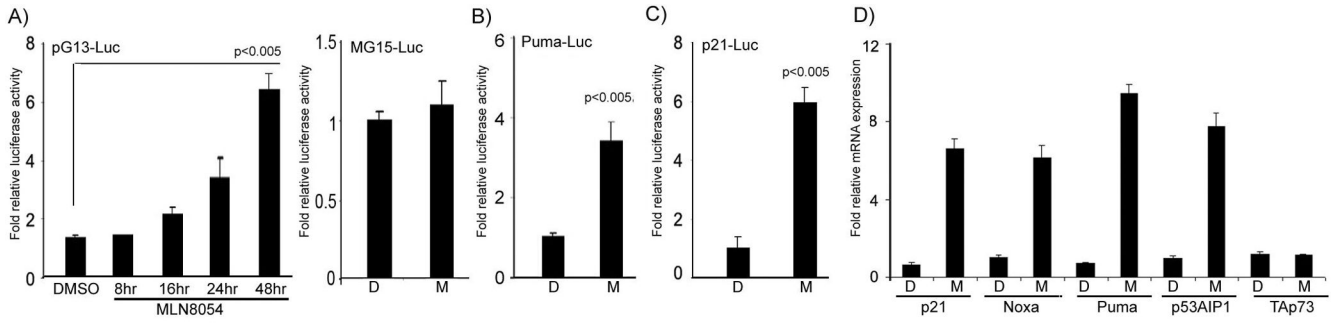 A)
pG13-Luc
Fold relative luciferase activity
8
6
4
2
0
p<0.005
DMSO 8hr 16hr 24hr 48hr
MLN8054
MG15-Luc
Fold relative luciferase activity
1.5
1
0.5
0
D M
B)
Puma-Luc
Fold relative luciferase activity
6
4
2
0
p<0.005.
D M
C)
p21-Luc
Fold relative luciferase activity
8
6
4
2
0
p<0.005
D M
D)
Fold relative mRNA expression
12
9
6
3
0
D M D M D M D M D M
p21 Noxa Puma p53AIP1 TAp73